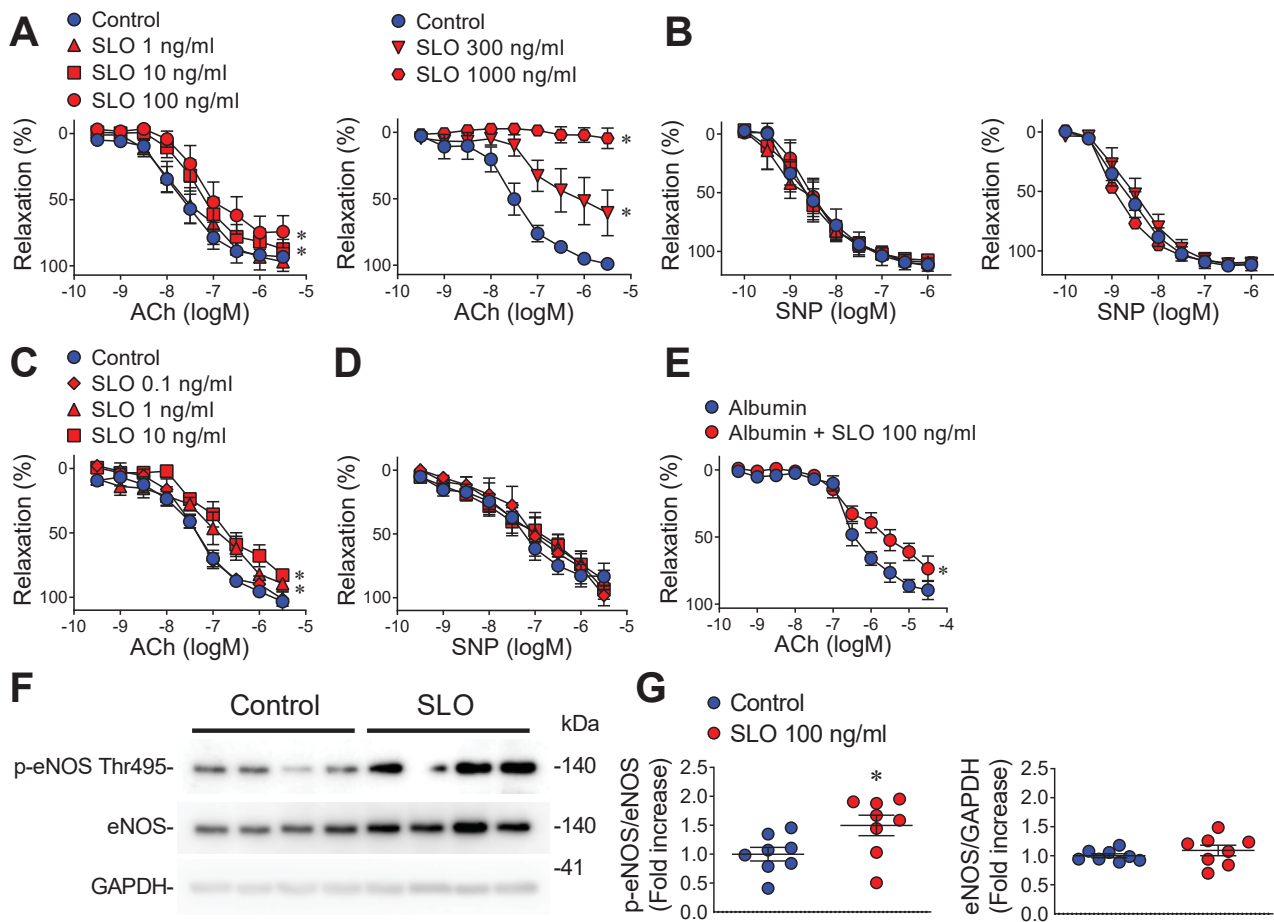 A
Control
SLO 1 ng/ml
SLO 10 ng/ml
SLO 100 ng/ml
Relaxation (%)
0
50
100
-10 -9 -8 -7 -6 -5
ACh (logM)
*
*
Control
SLO 300 ng/ml
SLO 1000 ng/ml
Relaxation (%)
0
50
100
-10 -9 -8 -7 -6 -5
ACh (logM)
*
*
B
Relaxation (%)
0
50
100
-10 -9 -8 -7 -6
SNP (logM)
Relaxation (%)
0
50
100
-10 -9 -8 -7 -6
SNP (logM)
C
Control
SLO 0.1 ng/ml
SLO 1 ng/ml
SLO 10 ng/ml
Relaxation (%)
0
50
100
-10 -9 -8 -7 -6 -5
ACh (logM)
*
*
D
Relaxation (%)
0
50
100
-10 -9 -8 -7 -6 -5
SNP (logM)
E
Albumin
Albumin + SLO 100 ng/ml
Relaxation (%)
0
50
100
-10 -9 -8 -7 -6 -5 -4
ACh (logM)
*
F
Control SLO
kDa
p-eNOS Thr495- -140
eNOS- -140
-41
GAPDH-
G
Control
SLO 100 ng/ml
p-eNOS/eNOS
(Fold increase)
2.5
2.0
1.5
1.0
0.5
0.0
*
eNOS/GAPDH
(Fold increase)
2.5
2.0
1.5
1.0
0.5
0.0